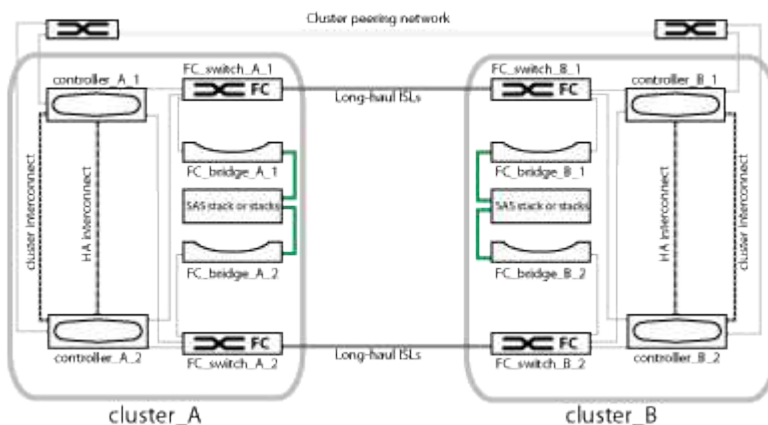 Cluster peering network
controller_A_1
FC_switch_A_1
FC
Long-haul ISLs
FC_switch_B_1
FC
controller_B_1
cluster interconnect
HA interconnect
FC_bridge_A_1
SAS stack or stacks
FC_bridge_A_2
FC_bridge_B_1
SAS stack or stacks
FC_bridge_B_2
HA interconnect
cluster interconnect
controller_A_2
FC
FC_switch_A_2
Long-haul ISLs
FC
FC_switch_B_2
controller_B_2
cluster_A
cluster_B